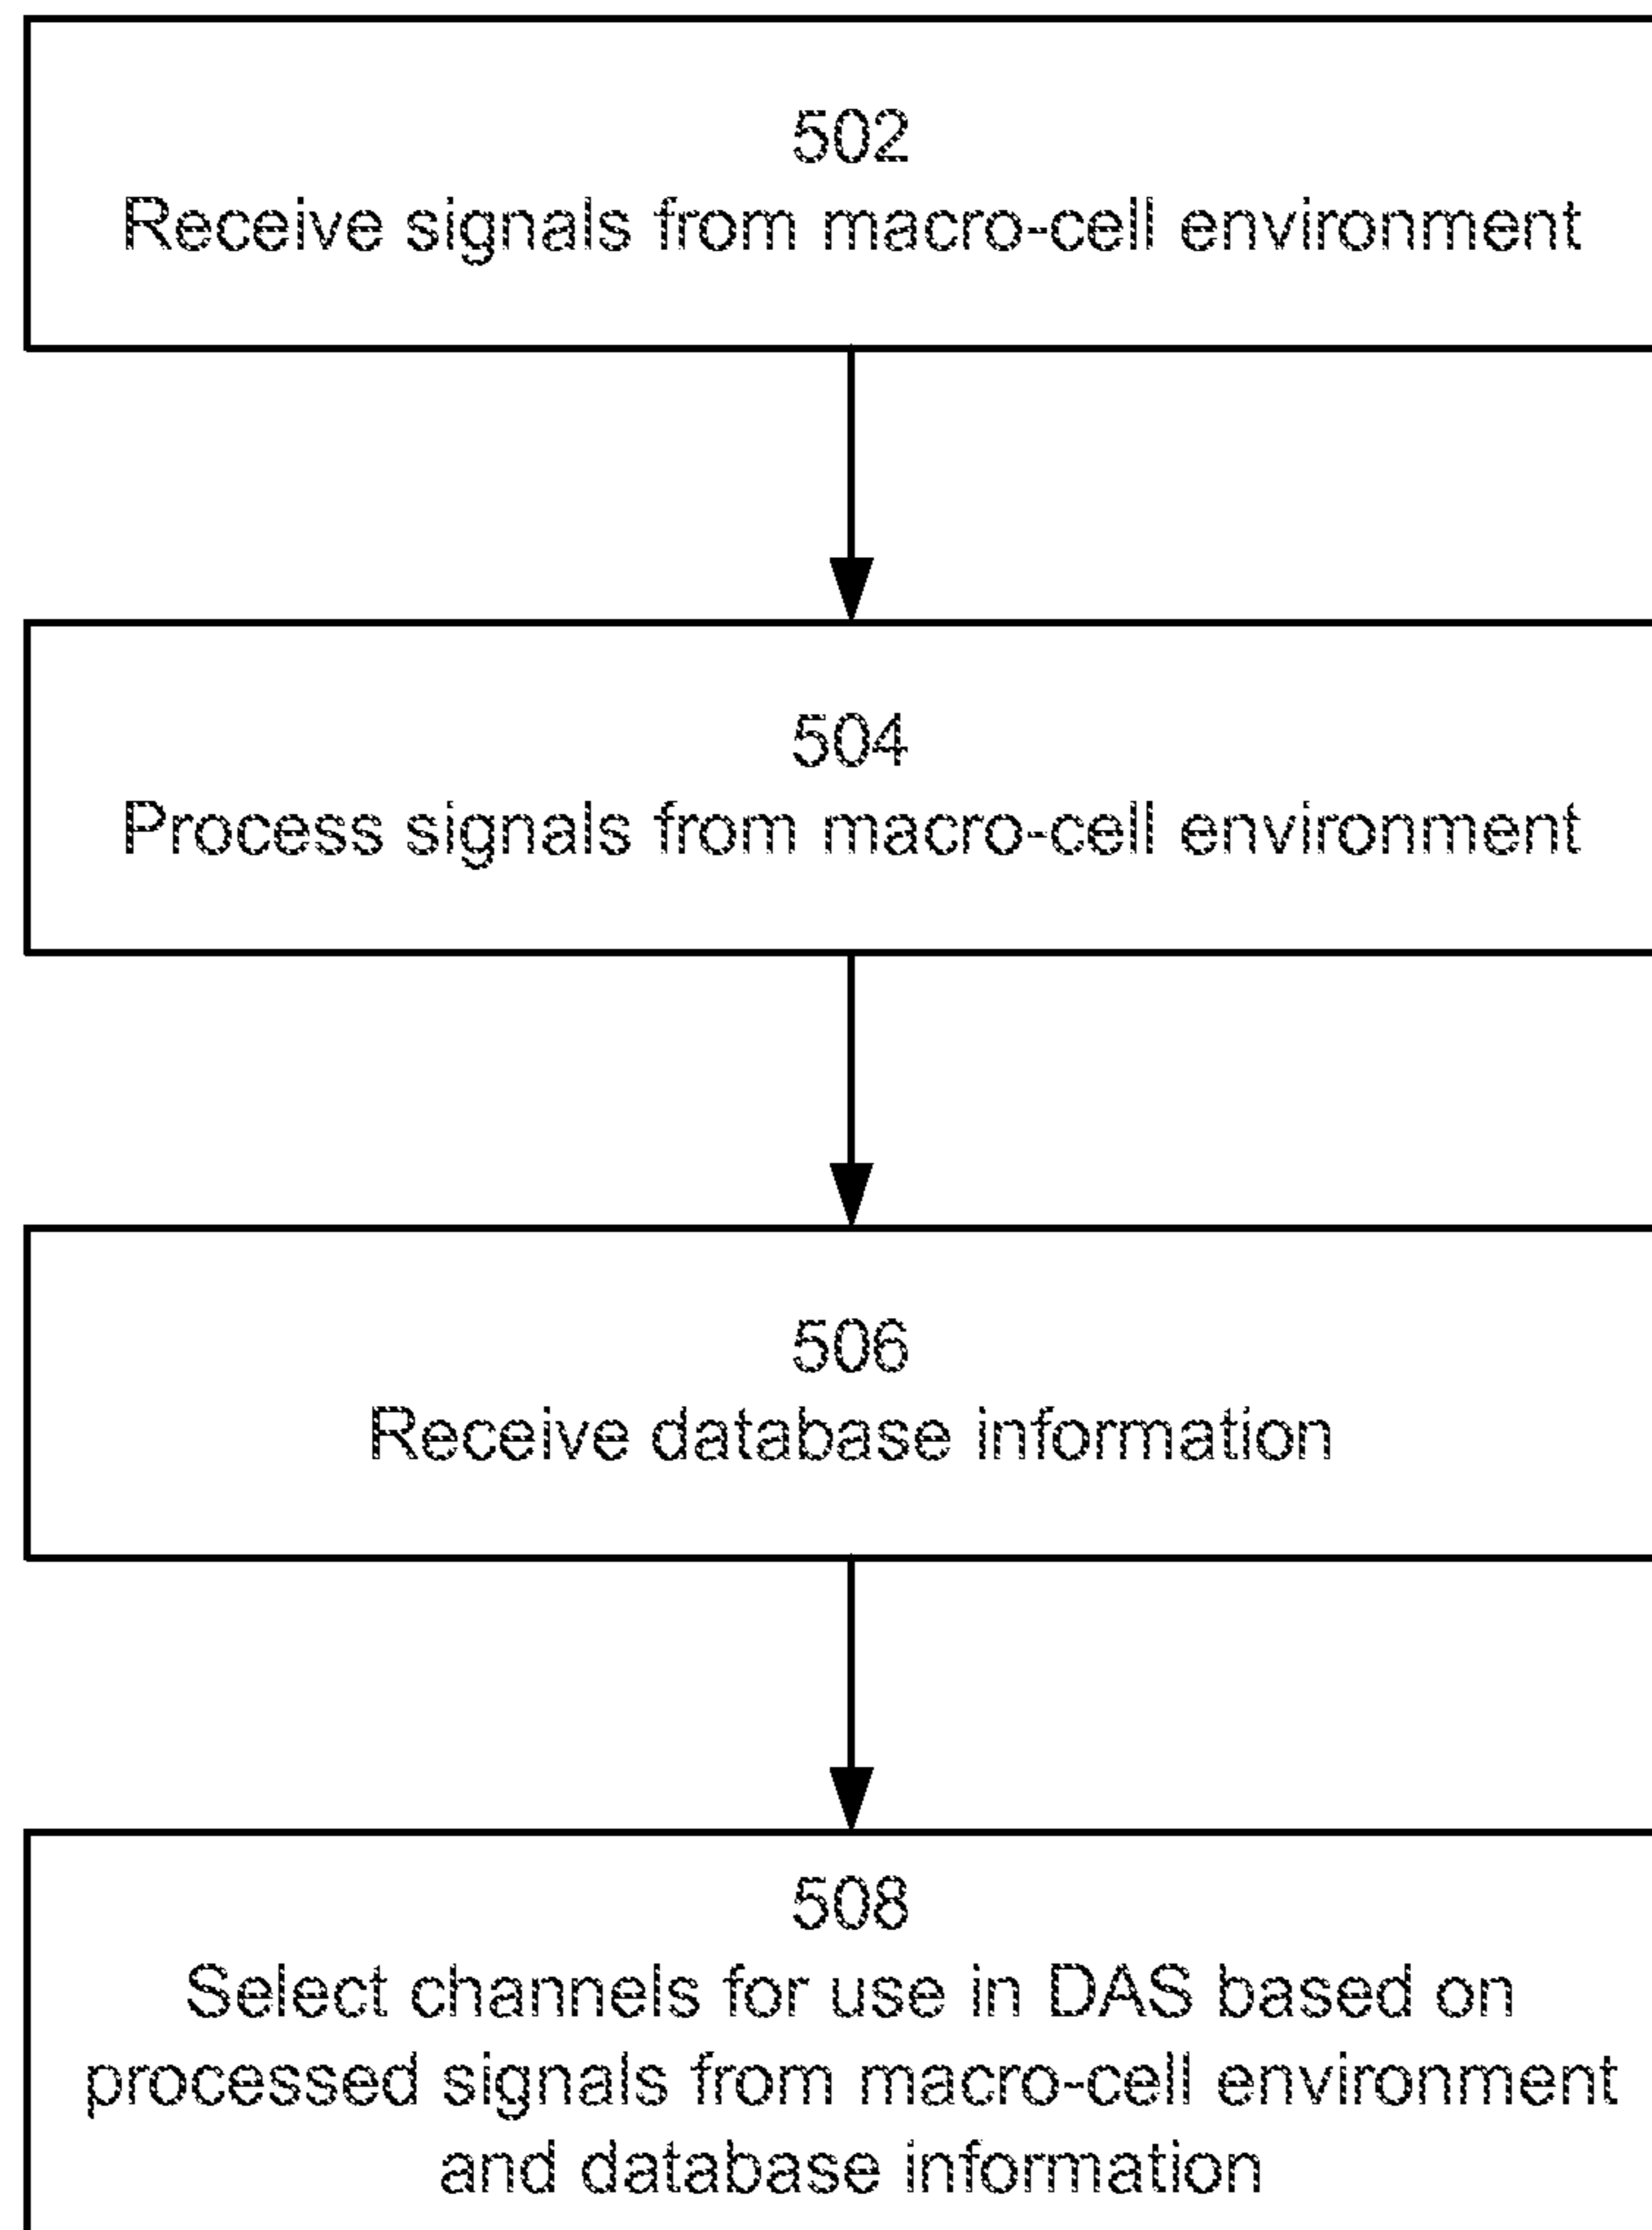 502
Receive signals from macro-cell environment
504
Process signals from macro-cell environment
506
Receive database information
508
Select channels for use in DAS based on
processed signals from macro-cell environment
and database information